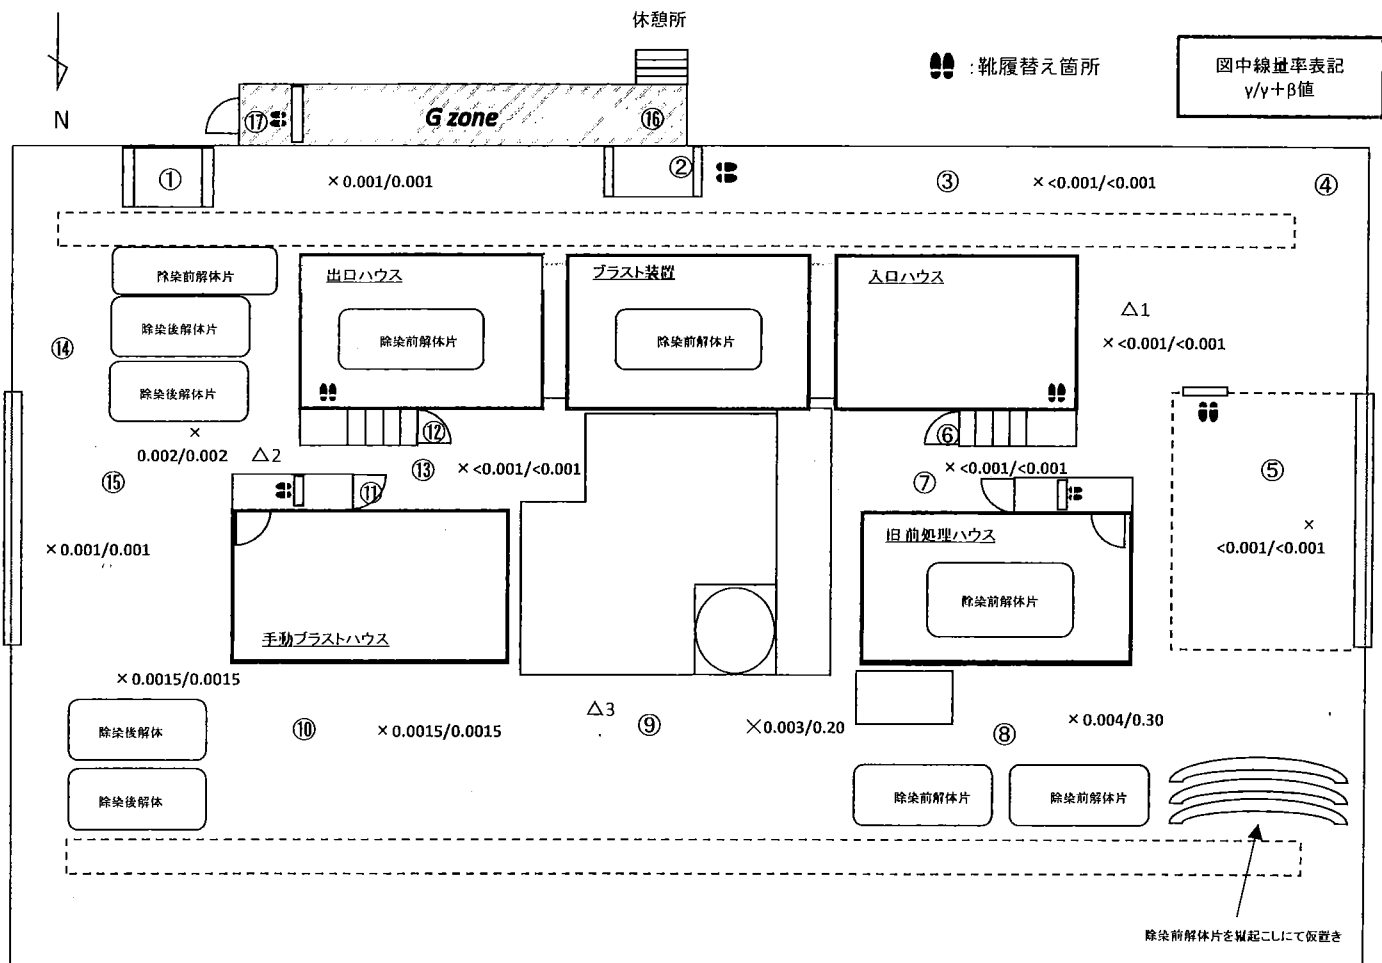 休憩所
:靴履替え箇所
図中線量率表記
γ/γ+β値
N
⑰
G zone
⑯
①
×0.001/0.001
②
③
×<0.001/<0.001
④
除染前解体片
除染後解体片
除染後解体片
⑭
出口ハウス
除染前解体片
ブラスト装置
除染前解体片
入口ハウス
△1
×<0.001/<0.001
×
0.002/0.002
△2
⑫
⑬
×<0.001/<0.001
⑥
×<0.001/<0.001
⑦
⑤
×
<0.001/<0.001
⑮
⑪
×0.001/0.001
手動ブラストハウス
旧前処理ハウス
除染前解体片
×0.0015/0.0015
除染後解体
除染後解体
⑩
×0.0015/0.0015
△3
⑨
×0.003/0.20
⑧
×0.004/0.30
除染前解体片
除染前解体片
除染前解体片を縦起こしにて仮置き